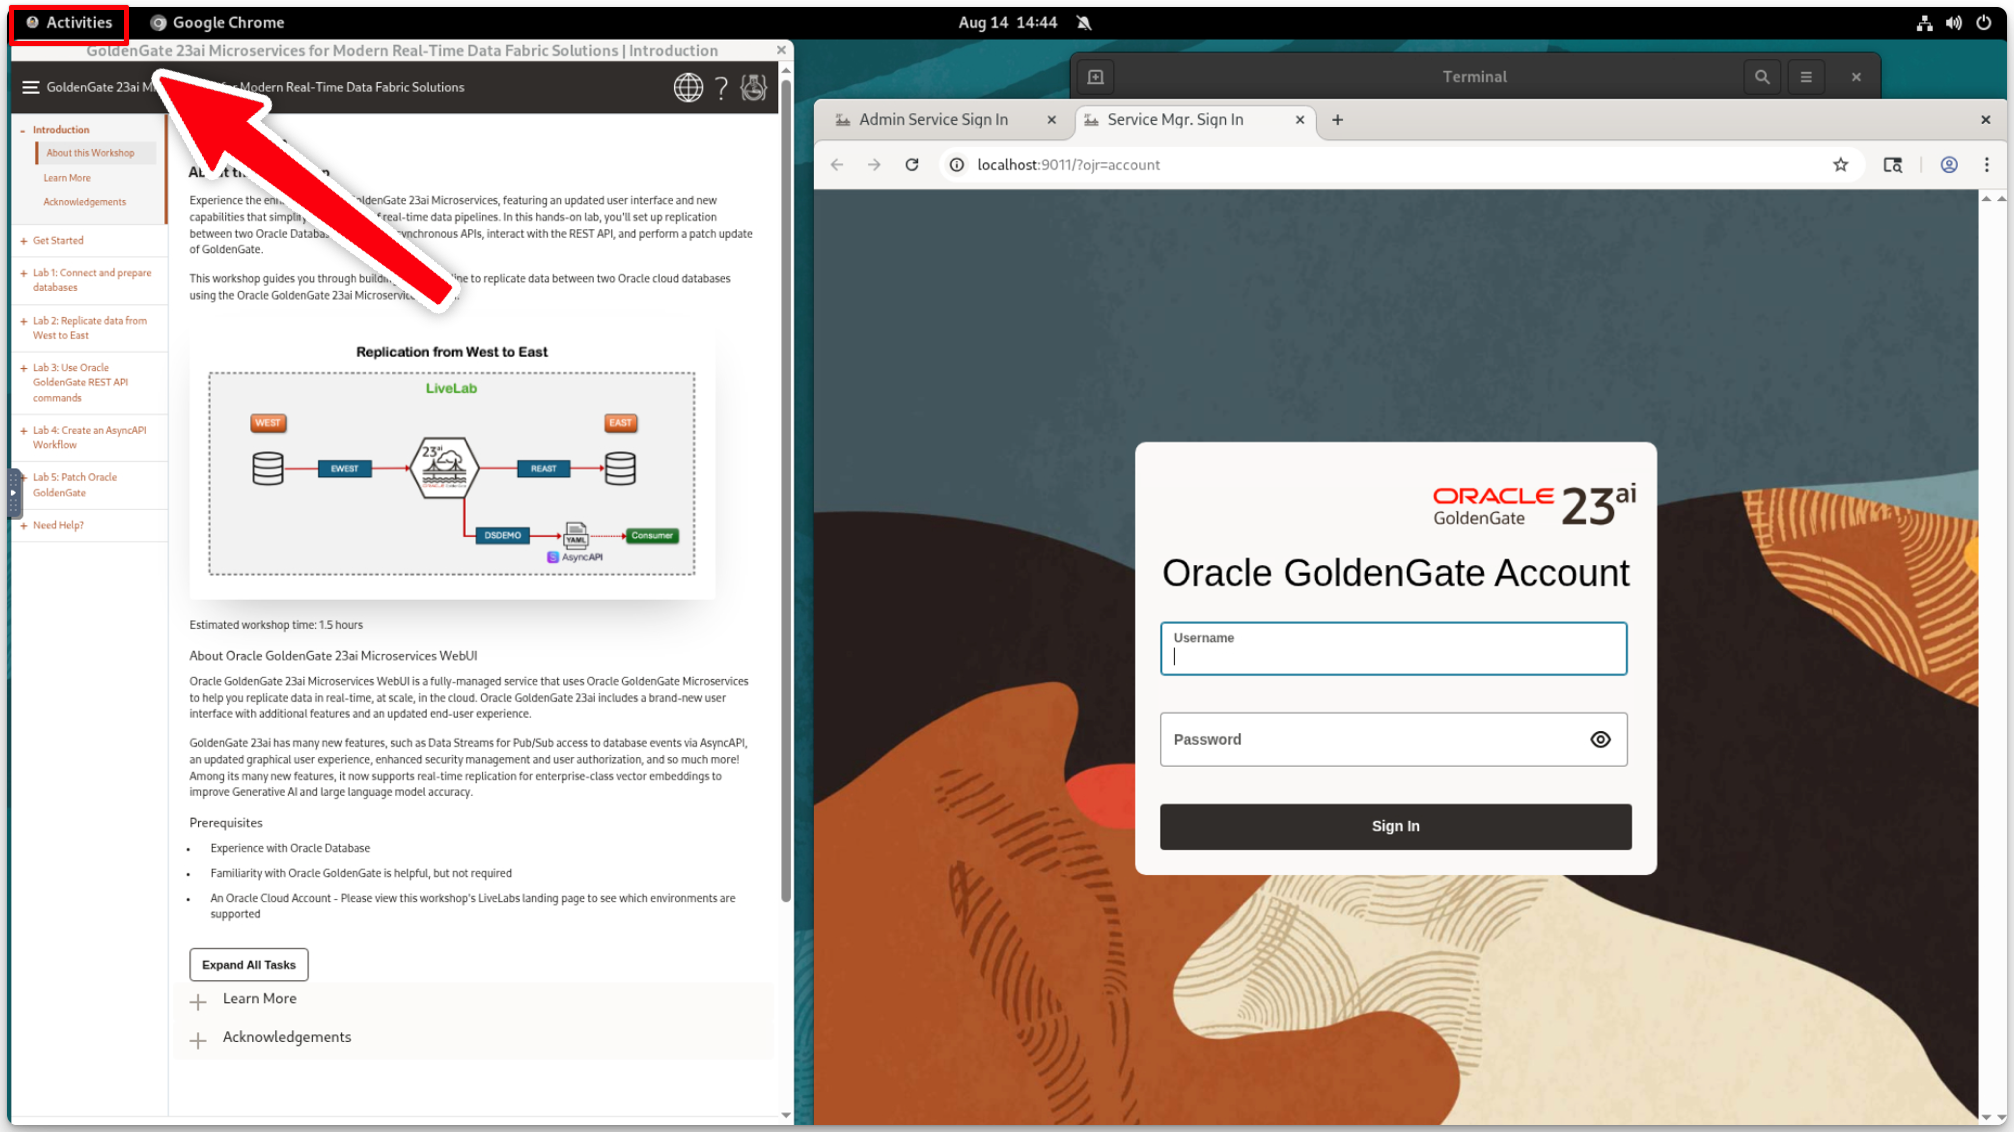 Activities
Google Chrome
Aug 14 14:44
GoldenGate 23ai Microservices for Modern Real-Time Data Fabric Solutions | Introduction
GoldenGate 23ai M
r Modern Real-Time Data Fabric Solutions
- Introduction
About this Workshop
Learn More
Acknowledgements
+ Get Started
+ Lab 1: Connect and prepare
databases
+ Lab 2: Replicate data from
West to East
+ Lab 3: Use Oracle
GoldenGate REST API
commands
+ Lab 4: Create an AsyncAPI
Workflow
+ Lab 5: Patch Oracle
GoldenGate
+ Need Help?
Experience the en
GoldenGate 23ai Microservices, featuring an updated user interface and new
capabilities that simplify
f real-time data pipelines. In this hands-on lab, you'll set up replication
between two Oracle Databa
synchronous APIs, interact with the REST API, and perform a patch update
of GoldenGate.
This workshop guides you through buildin
ne to replicate data between two Oracle cloud databases
using the Oracle GoldenGate 23ai Microservic
Replication from West to East
LiveLab
WEST
EAST
EWEST
23ai
REAST
DSDEMO
YAML
Consumer
AsyncAPI
Estimated workshop time: 1.5 hours
About Oracle GoldenGate 23ai Microservices WebUI
Oracle GoldenGate 23ai Microservices WebUI is a fully-managed service that uses Oracle GoldenGate Microservices
to help you replicate data in real-time, at scale, in the cloud. Oracle GoldenGate 23ai includes a brand-new user
interface with additional features and an updated end-user experience.
GoldenGate 23ai has many new features, such as Data Streams for Pub/Sub access to database events via AsyncAPI,
an updated graphical user experience, enhanced security management and user authorization, and so much more!
Among its many new features, it now supports real-time replication for enterprise-class vector embeddings to
improve Generative AI and large language model accuracy.
Prerequisites
• Experience with Oracle Database
• Familiarity with Oracle GoldenGate is helpful, but not required
• An Oracle Cloud Account - Please view this workshop's LiveLabs landing page to see which environments are
supported
Expand All Tasks
Learn More
Acknowledgements
Terminal
Admin Service Sign In
Service Mgr. Sign In
localhost:9011/?ojr=account
ORACLE
GoldenGate
23ai
Oracle GoldenGate Account
Username
Password
Sign In